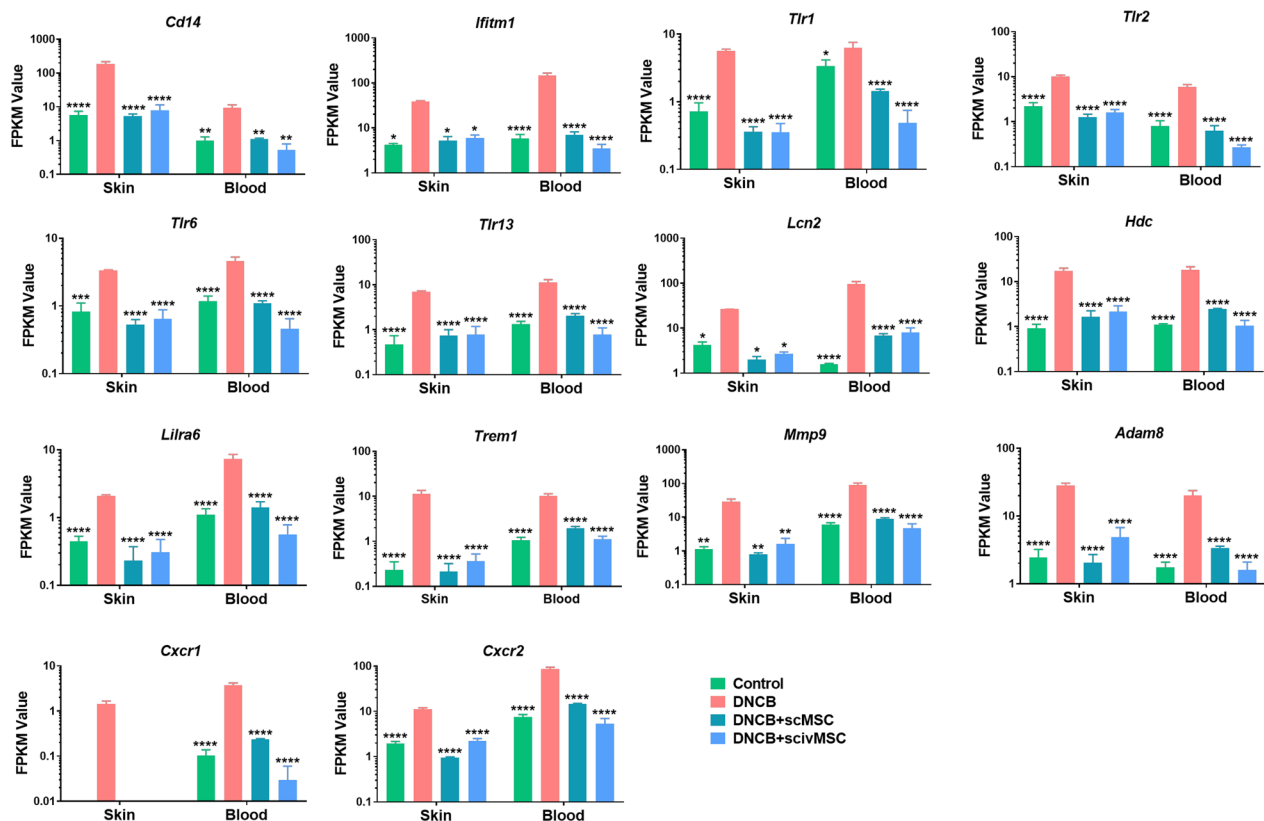 Cd14
FPKM Value
1000
100
10
1
0.1
**** **** **** ** ** **
Skin Blood
Ifitm1
FPKM Value
1000
100
10
1
* * * **** **** ****
Skin Blood
Tlr1
FPKM Value
10
1
0.1
**** **** **** * **** ****
Skin Blood
Tlr2
FPKM Value
100
10
1
0.1
**** **** **** **** **** ****
Skin Blood
Tlr6
FPKM Value
10
1
0.1
*** **** **** **** **** ****
Skin Blood
Tlr13
FPKM Value
100
10
1
0.1
**** **** **** **** **** ****
Skin Blood
Lcn2
FPKM Value
1000
100
10
1
* * * **** **** ****
Skin Blood
Hdc
FPKM Value
100
10
1
0.1
**** **** **** **** **** ****
Skin Blood
Lilra6
FPKM Value
10
1
0.1
**** **** **** **** **** ****
Skin Blood
Trem1
FPKM Value
100
10
1
0.1
**** **** **** **** **** ****
Skin Blood
Mmp9
FPKM Value
1000
100
10
1
0.1
** ** ** **** **** ****
Skin Blood
Adam8
FPKM Value
100
10
1
**** **** **** **** **** ****
Skin Blood
Cxcr1
FPKM Value
10
1
0.1
0.01
**** **** ****
Skin Blood
Cxcr2
FPKM Value
100
10
1
0.1
**** **** **** **** **** ****
Skin Blood
Control
DNCB
DNCB+scMSC
DNCB+scivMSC